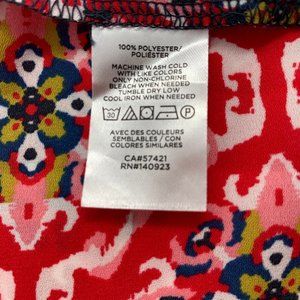 100% POLYESTER/
POLIÉSTER
MACHINE WASH COLD
WITH LIKE COLORS
ONLY NON-CHLORINE
BLEACH WHEN NEEDED
TUMBLE DRY LOW
COOL IRON WHEN NEEDED
30
AVEC DES COULEURS
SEMBLABLES / CON
COLORES SIMILARES
CA#57421
RN#140923